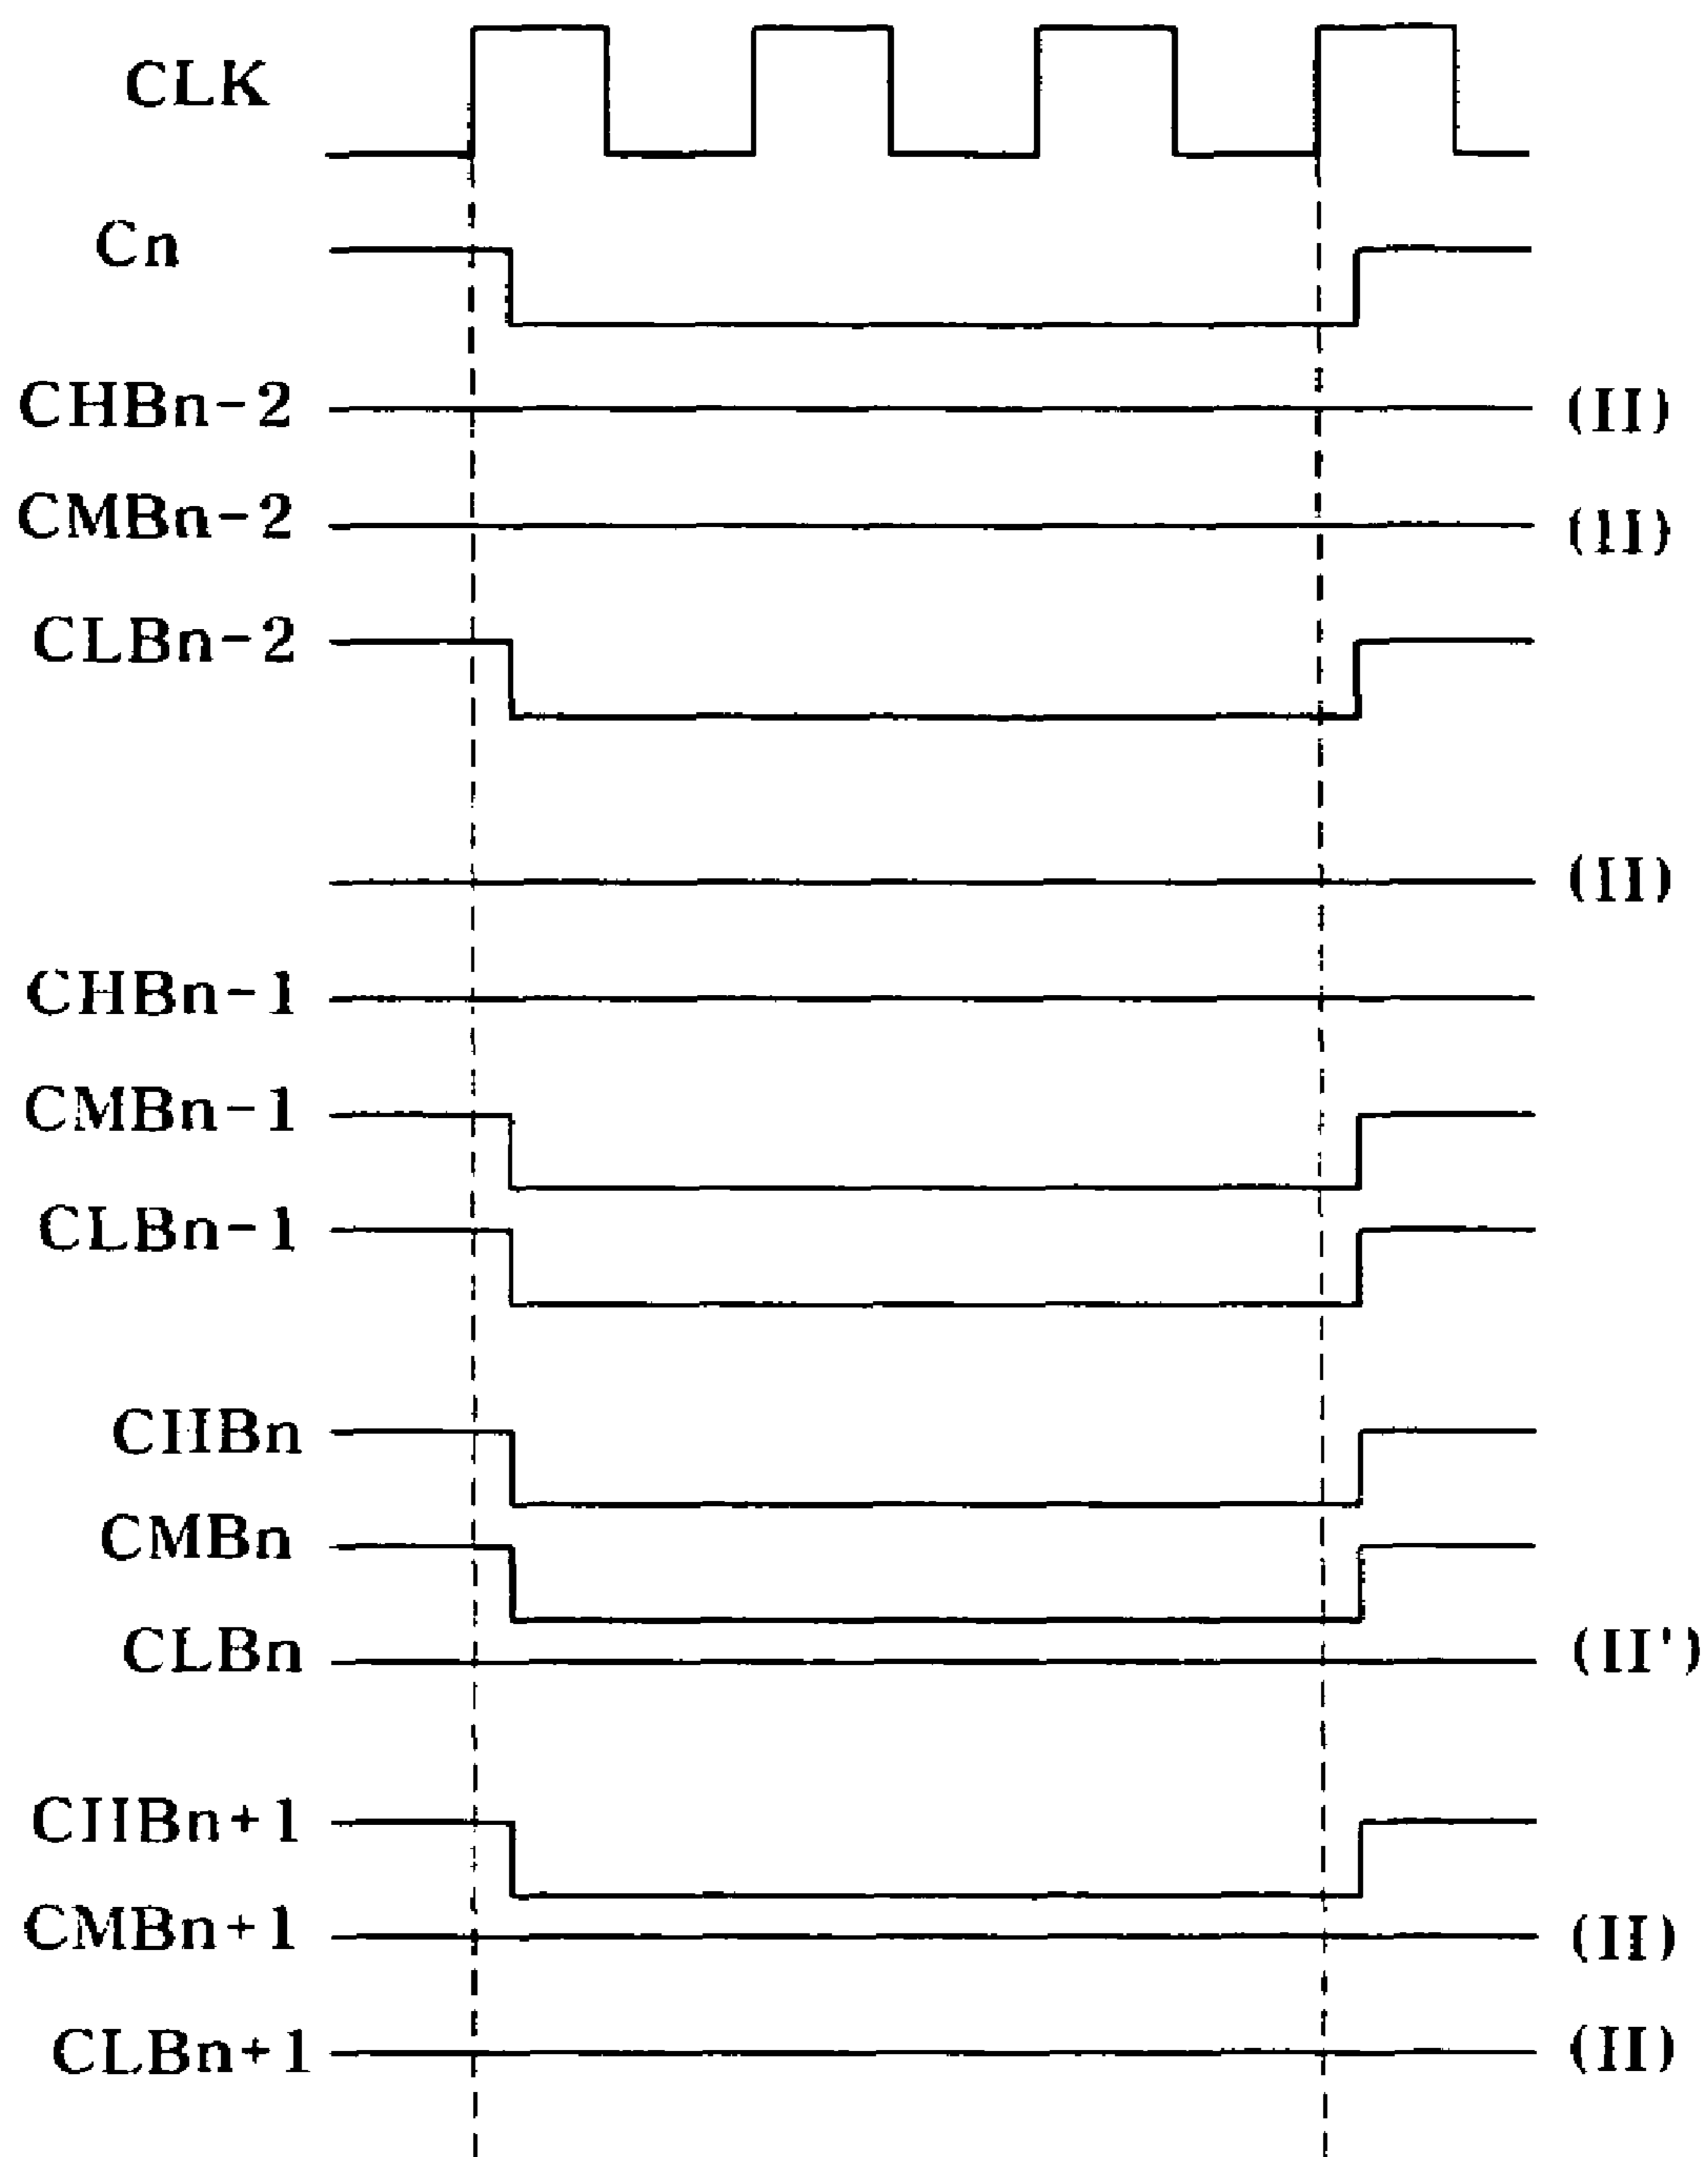 CLK
Cn
CHBn-2 (II)
CMBn-2 (II)
CLBn-2
(II)
CHBn-1
CMBn-1
CLBn-1
CHBn
CMBn
CLBn (II')
CHBn+1
CMBn+1 (II)
CLBn+1 (II)